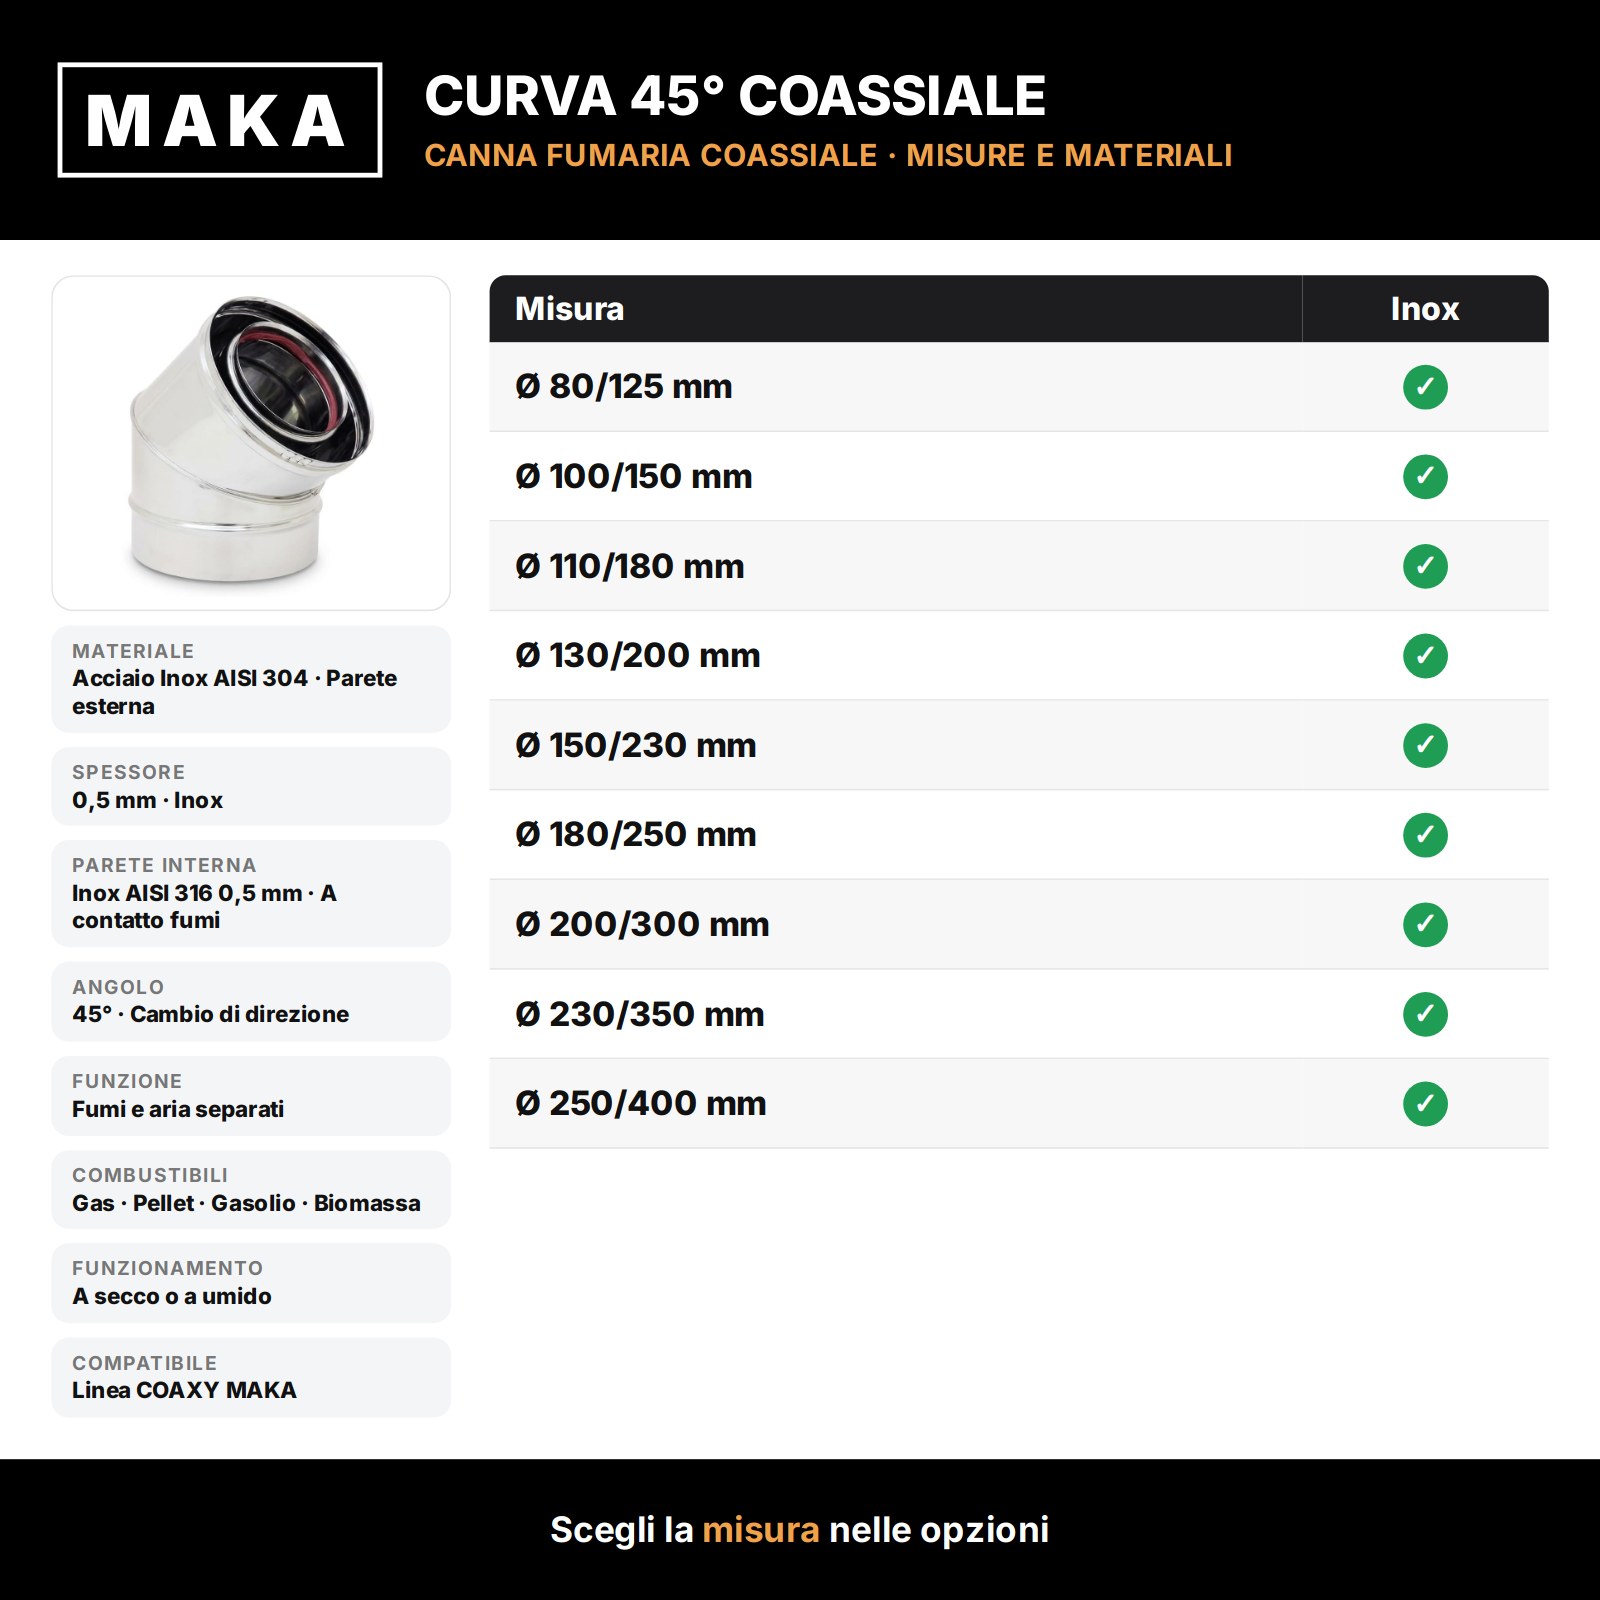 MAKA
CURVA 45° COASSIALE
CANNA FUMARIA COASSIALE · MISURE E MATERIALI
MATERIALE
Acciaio Inox AISI 304 · Parete
esterna
SPESSORE
0,5 mm · Inox
PARETE INTERNA
Inox AISI 316 0,5 mm · A
contatto fumi
ANGOLO
45° · Cambio di direzione
FUNZIONE
Fumi e aria separati
COMBUSTIBILI
Gas · Pellet · Gasolio · Biomassa
FUNZIONAMENTO
A secco o a umido
COMPATIBILE
Linea COAXY MAKA
Misura Inox
Ø 80/125 mm ✓
Ø 100/150 mm ✓
Ø 110/180 mm ✓
Ø 130/200 mm ✓
Ø 150/230 mm ✓
Ø 180/250 mm ✓
Ø 200/300 mm ✓
Ø 230/350 mm ✓
Ø 250/400 mm ✓
Scegli la misura nelle opzioni